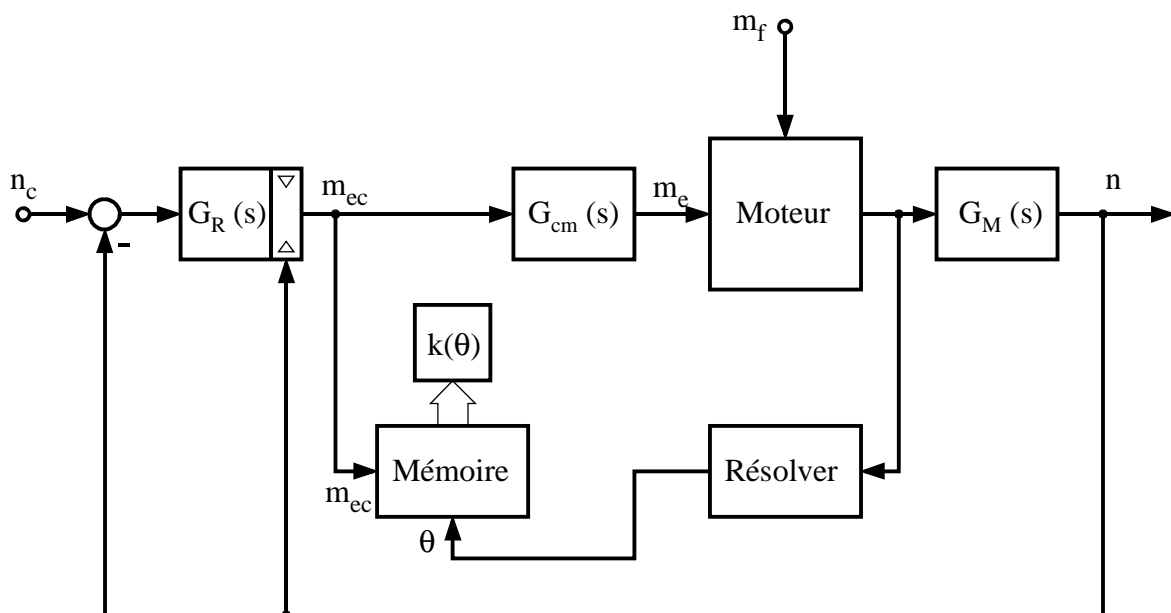 m_f
n_c
G_R (s)
m_ec
G_cm (s)
m_e
Moteur
G_M (s)
n
-
k(θ)
Mémoire
Résolver
m_ec
θ